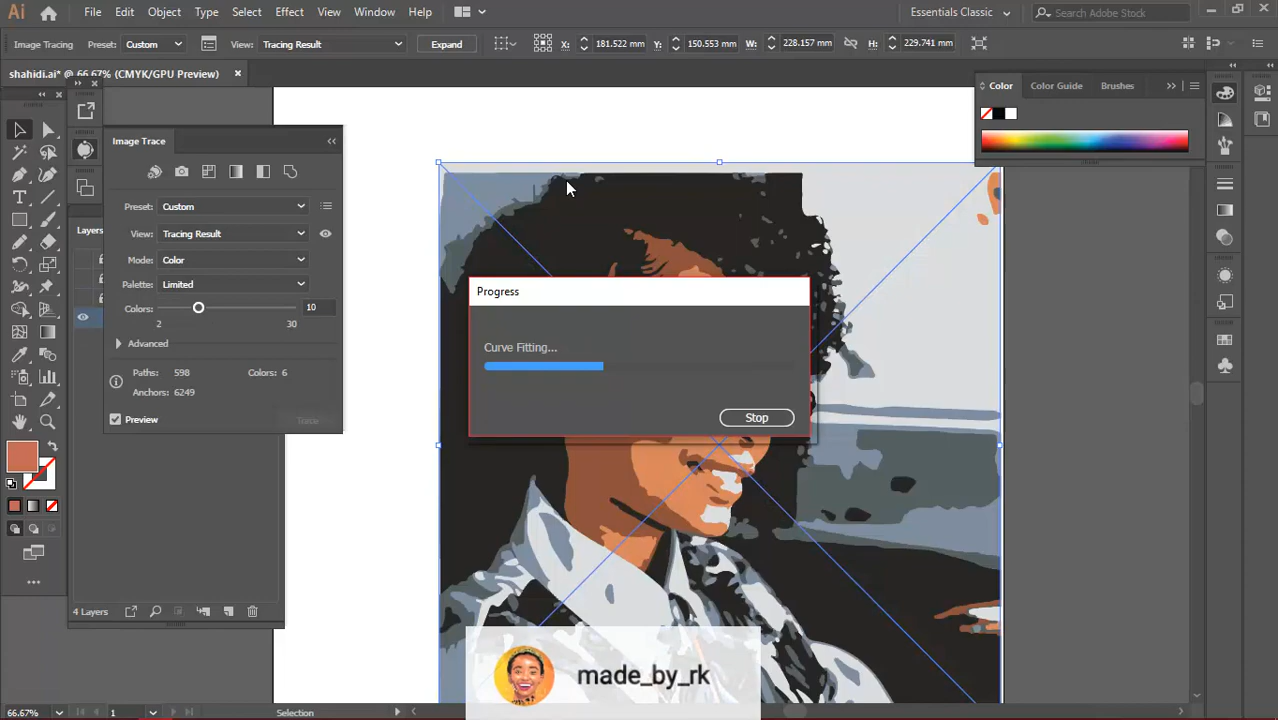 Ai File Edit Object Type Select Effect View Window Help Essentials Classic Search Adobe Stock
Image Tracing Preset: Custom View: Tracing Result Expand X: 181.522 mm Y: 150.553 mm W: 228.157 mm H: 229.741 mm
shahidi.ai* @ 66.67% (CMYK/GPU Preview) ×
Color Color Guide Brushes
Image Trace
Preset: Custom
Layers View: Tracing Result
Mode: Color
Palette: Limited
Colors: 10
2 30
Advanced
Paths: 598 Colors: 6
Anchors: 6249
Preview Trace
Progress
Curve Fitting...
Stop
4 Layers
made_by_rk
66.67% 1 Selection